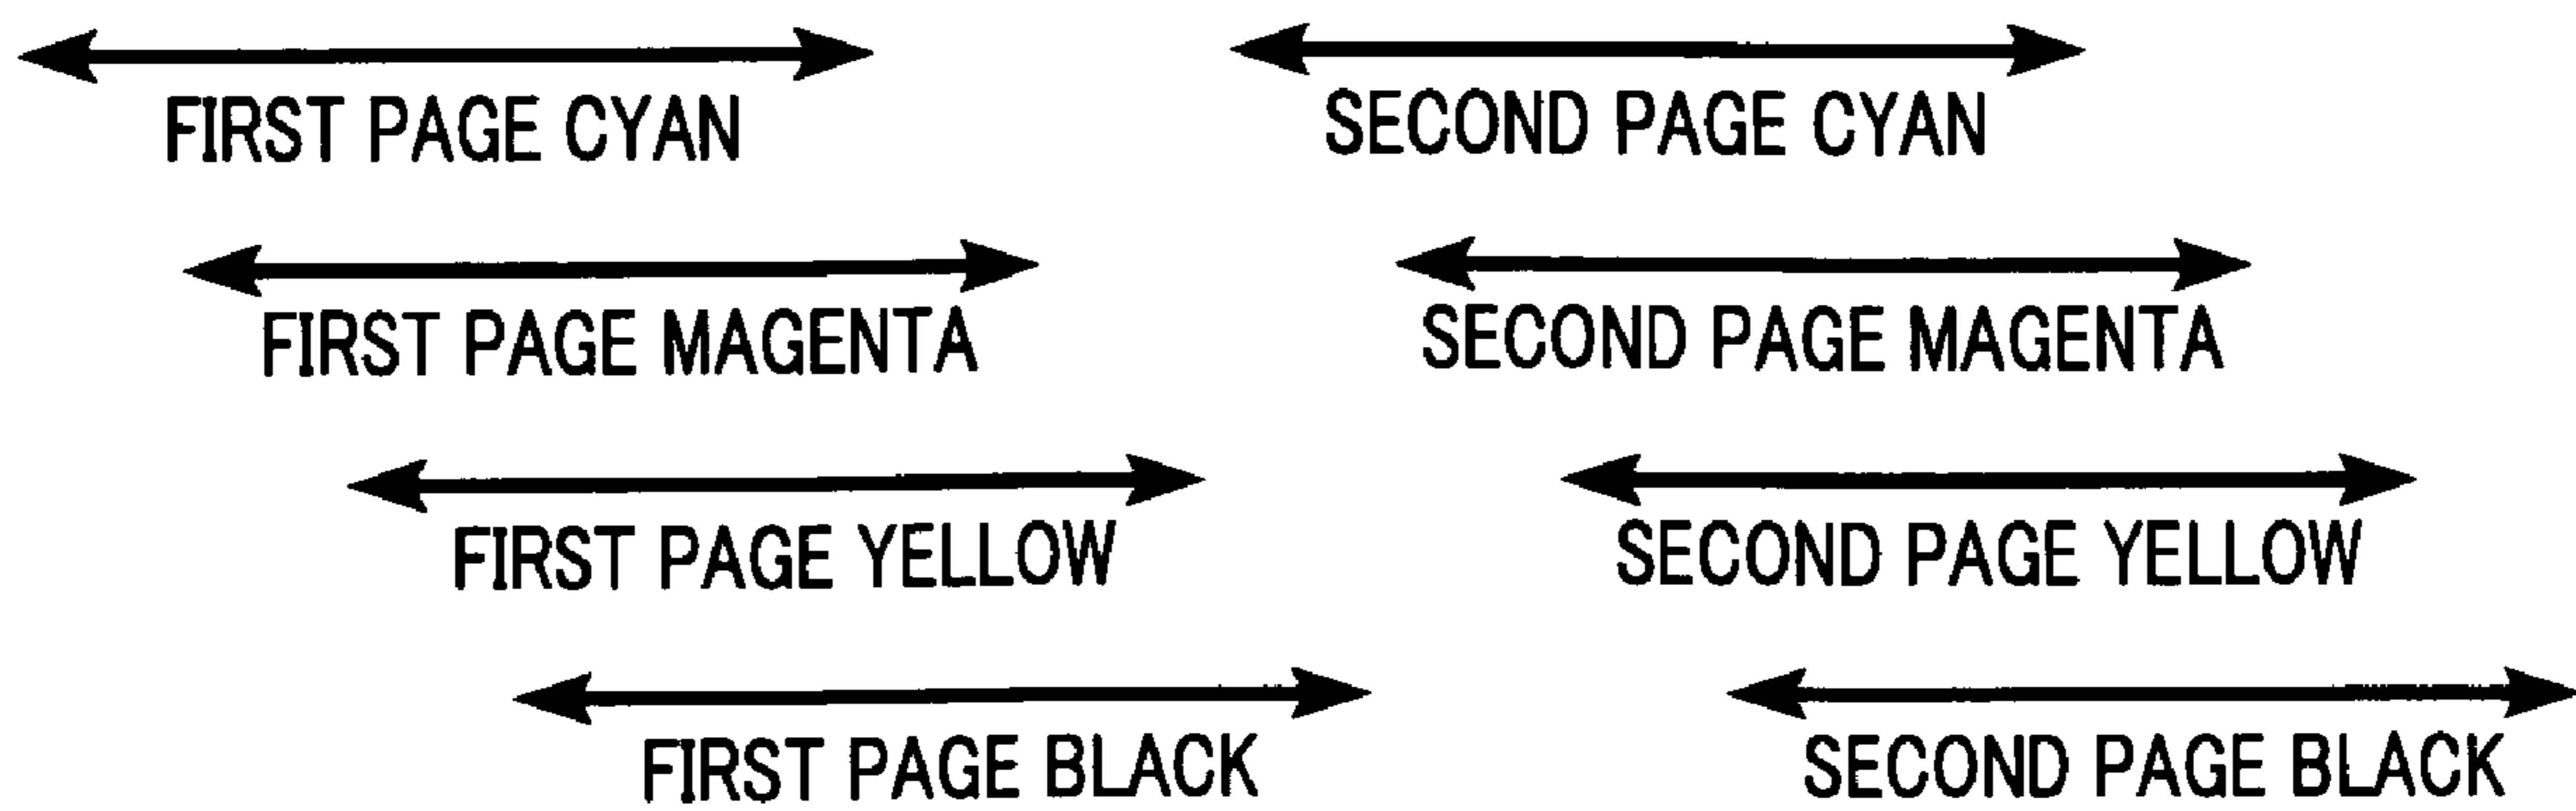 FIRST PAGE CYAN
SECOND PAGE CYAN
FIRST PAGE MAGENTA
SECOND PAGE MAGENTA
FIRST PAGE YELLOW
SECOND PAGE YELLOW
FIRST PAGE BLACK
SECOND PAGE BLACK